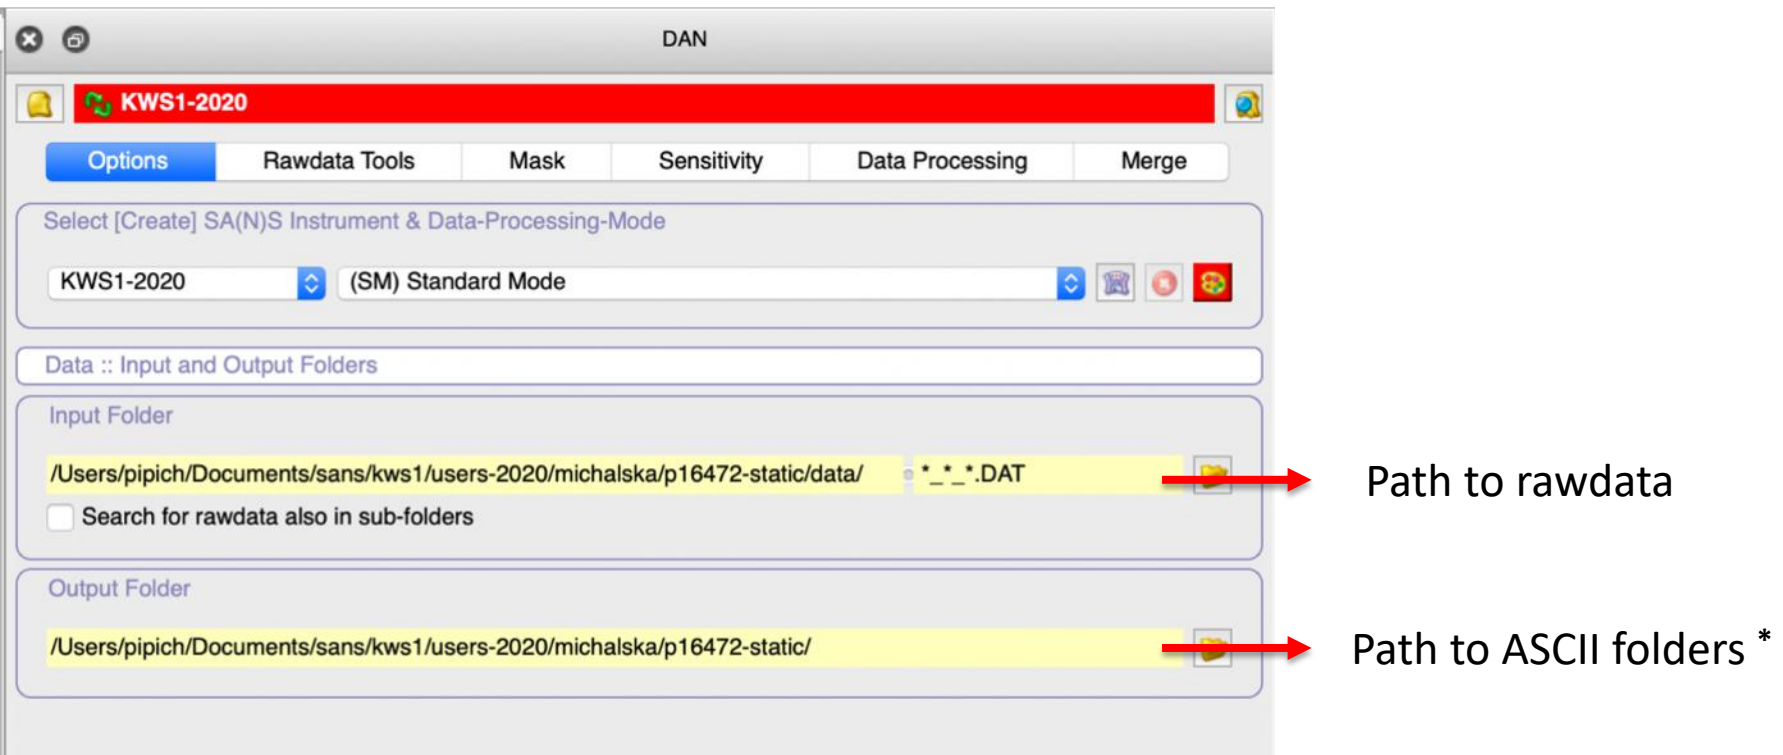 DAN
KWS1-2020
Options Rawdata Tools Mask Sensitivity Data Processing Merge
Select [Create] SA(N)S Instrument & Data-Processing-Mode
KWS1-2020 (SM) Standard Mode
Data :: Input and Output Folders
Input Folder
/Users/pipich/Documents/sans/kws1/users-2020/michalska/p16472-static/data/ *_*_*.DAT
Path to rawdata
Search for rawdata also in sub-folders
Output Folder
/Users/pipich/Documents/sans/kws1/users-2020/michalska/p16472-static/
Path to ASCII folders *